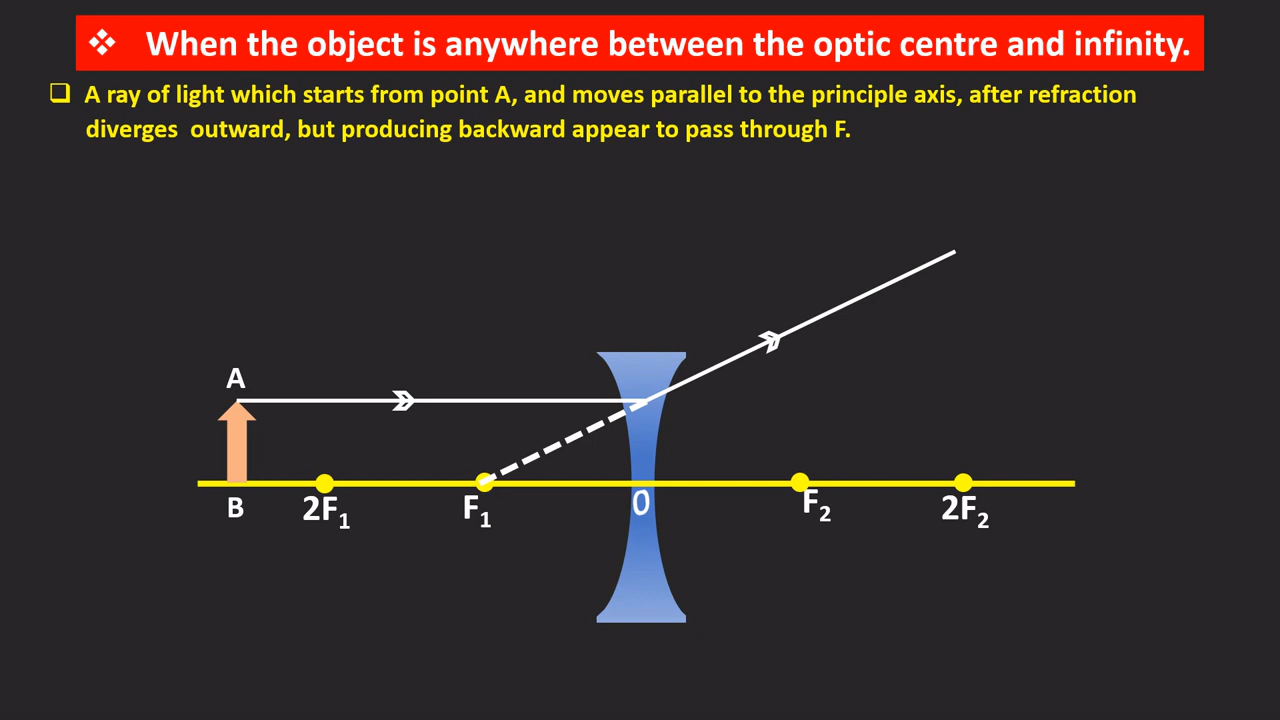 ❖ When the object is anywhere between the optic centre and infinity.
❑ A ray of light which starts from point A, and moves parallel to the principle axis, after refraction
diverges outward, but producing backward appear to pass through F.
A
B
2F₁
F₁
O
F₂
2F₂